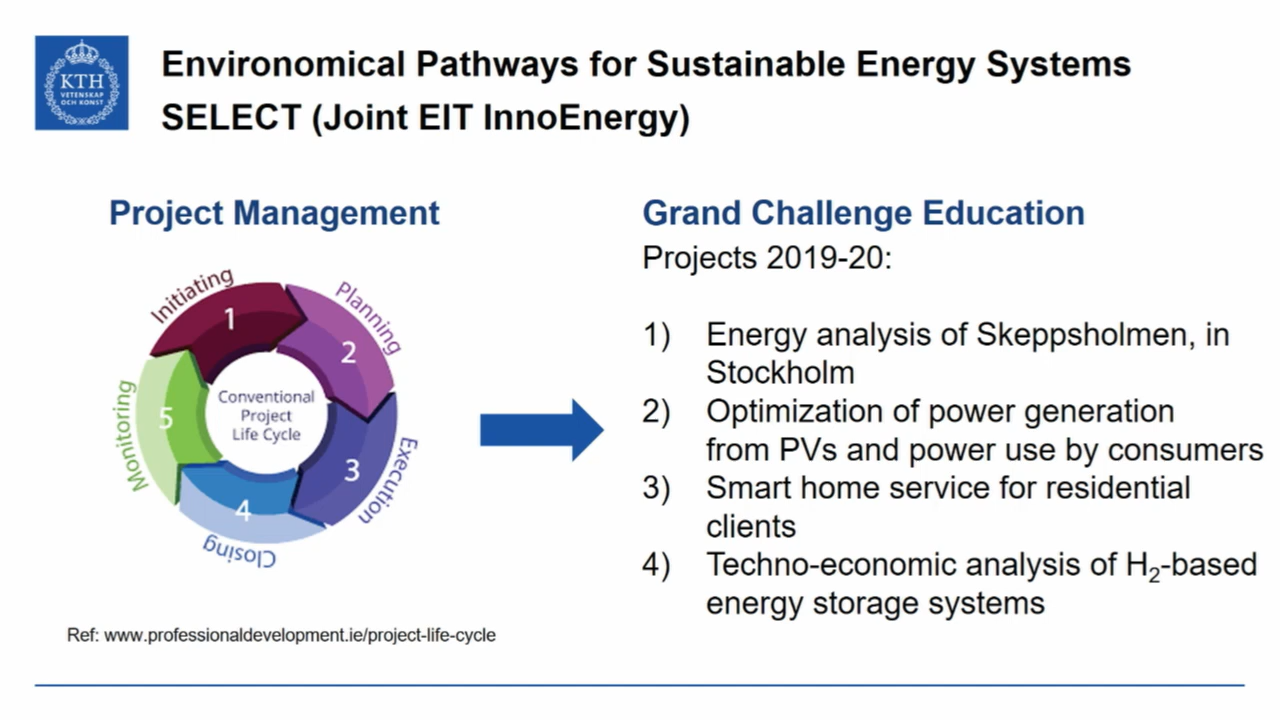 KTH
VETENSKAP
OCH KONST
Environomical Pathways for Sustainable Energy Systems
SELECT (Joint EIT InnoEnergy)
Project Management
Initiating
1
Planning
2
Execution
3
Closing
4
Monitoring
5
Conventional
Project
Life Cycle
Ref: www.professionaldevelopment.ie/project-life-cycle
Grand Challenge Education
Projects 2019-20:
1) Energy analysis of Skeppsholmen, in
Stockholm
2) Optimization of power generation
from PVs and power use by consumers
3) Smart home service for residential
clients
4) Techno-economic analysis of H₂-based
energy storage systems